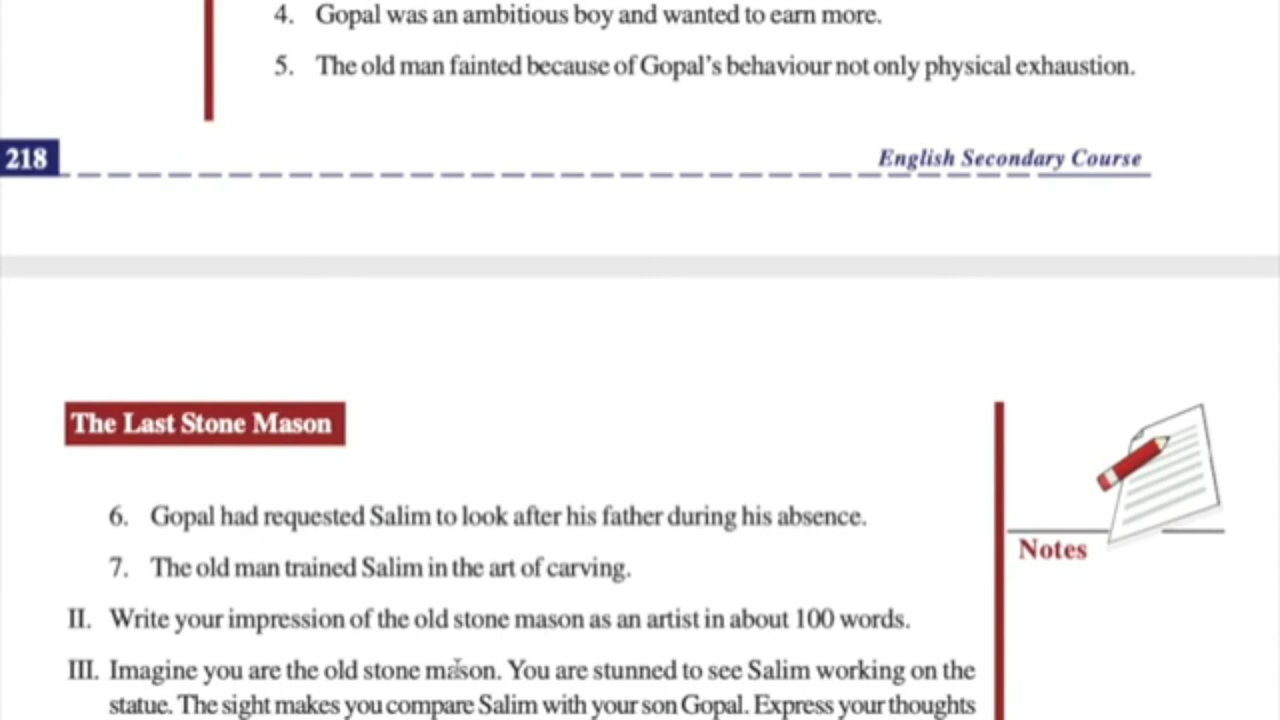 4. Gopal was an ambitious boy and wanted to earn more.
5. The old man fainted because of Gopal's behaviour not only physical exhaustion.
218
English Secondary Course
The Last Stone Mason
6. Gopal had requested Salim to look after his father during his absence.
Notes
7. The old man trained Salim in the art of carving.
II. Write your impression of the old stone mason as an artist in about 100 words.
III. Imagine you are the old stone mason. You are stunned to see Salim working on the
statue. The sight makes you compare Salim with your son Gopal. Express your thoughts